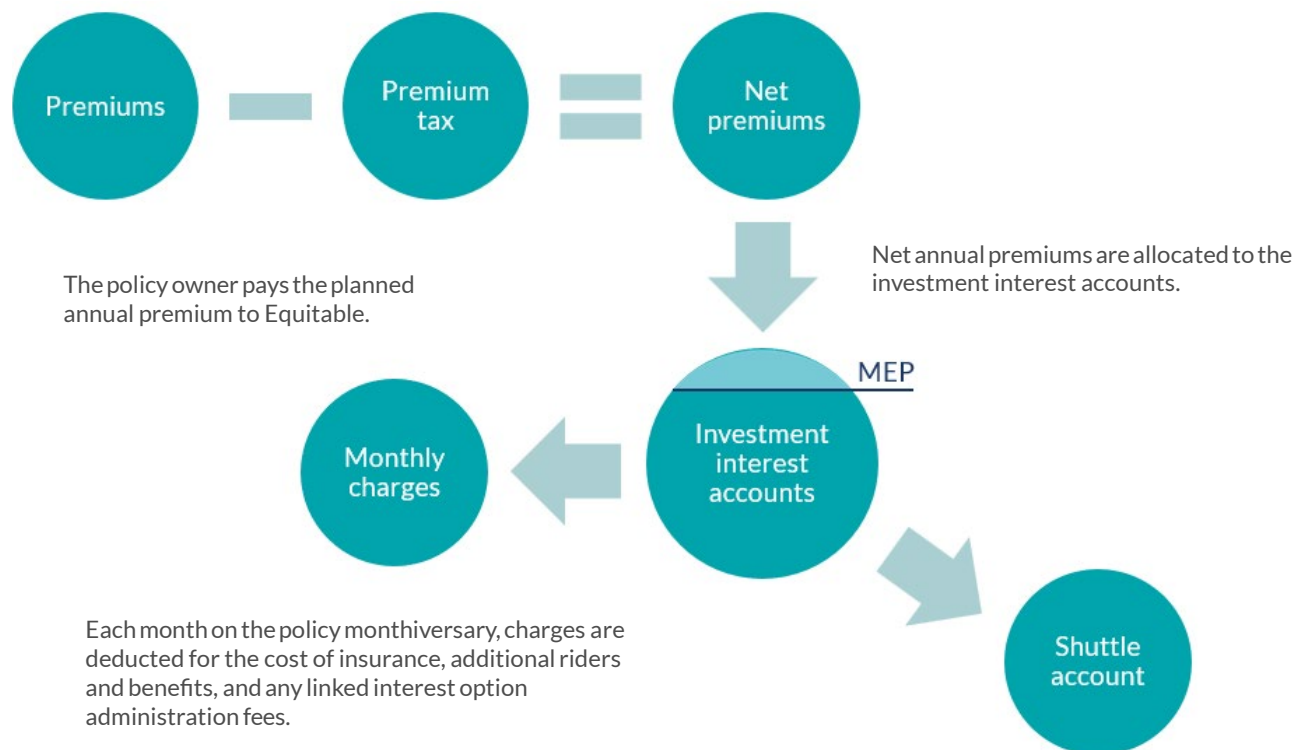 Premiums
Premium
tax
Net
premiums
The policy owner pays the planned
annual premium to Equitable.
Net annual premiums are allocated to the
investment interest accounts.
MEP
Investment
interest
accounts
Monthly
charges
Each month on the policy monthiversary, charges are
deducted for the cost of insurance, additional riders
and benefits, and any linked interest option
administration fees.
Shuttle
account